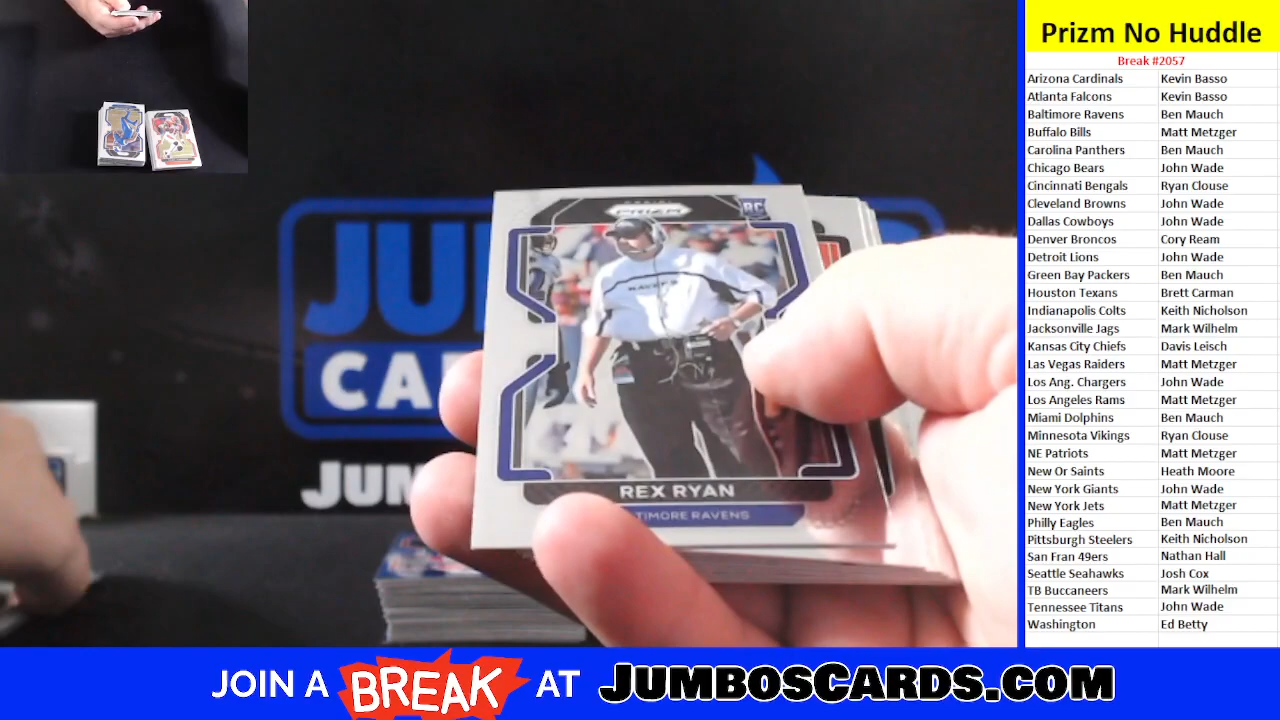 Prizm No Huddle
Break #2057
Arizona Cardinals Kevin Basso
Atlanta Falcons Kevin Basso
Baltimore Ravens Ben Mauch
Buffalo Bills Matt Metzger
Carolina Panthers Ben Mauch
Chicago Bears John Wade
Cincinnati Bengals Ryan Clouse
Cleveland Browns John Wade
Dallas Cowboys John Wade
Denver Broncos Cory Ream
Detroit Lions John Wade
Green Bay Packers Ben Mauch
Houston Texans Brett Carman
Indianapolis Colts Keith Nicholson
Jacksonville Jags Mark Wilhelm
Kansas City Chiefs Davis Leisch
Las Vegas Raiders Matt Metzger
Los Ang. Chargers John Wade
Los Angeles Rams Matt Metzger
Miami Dolphins Ben Mauch
Minnesota Vikings Ryan Clouse
NE Patriots Matt Metzger
New Or Saints Heath Moore
New York Giants John Wade
New York Jets Matt Metzger
Philly Eagles Ben Mauch
Pittsburgh Steelers Keith Nicholson
San Fran 49ers Nathan Hall
Seattle Seahawks Josh Cox
TB Buccaneers Mark Wilhelm
Tennessee Titans John Wade
Washington Ed Betty
PRIZM RC
RAVENS
REX RYAN
TIMORE RAVENS
JU
CA
JUM
JOIN A BREAK AT JUMBOSCARDS.COM